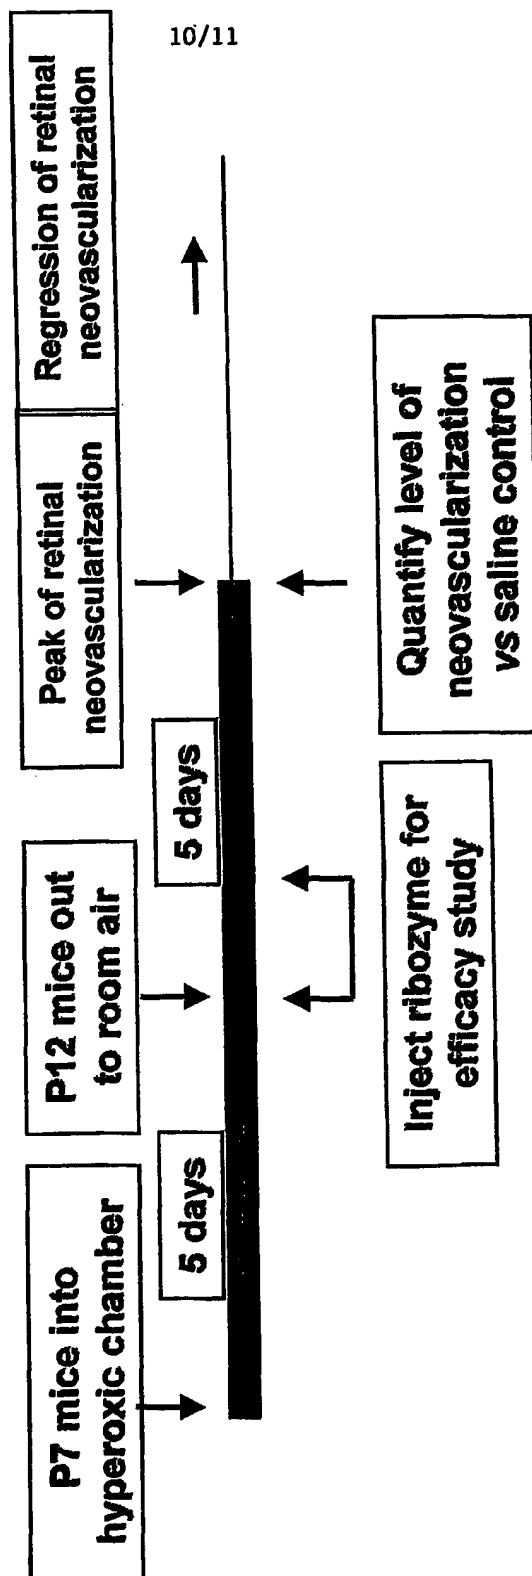 10/11
P7 mice into
hyperoxic chamber
5 days
P12 mice out
to room air
5 days
Peak of retinal
neovascularization
Regression of retinal
neovascularization
Inject ribozyme for
efficacy study
Quantify level of
neovascularization
vs saline control